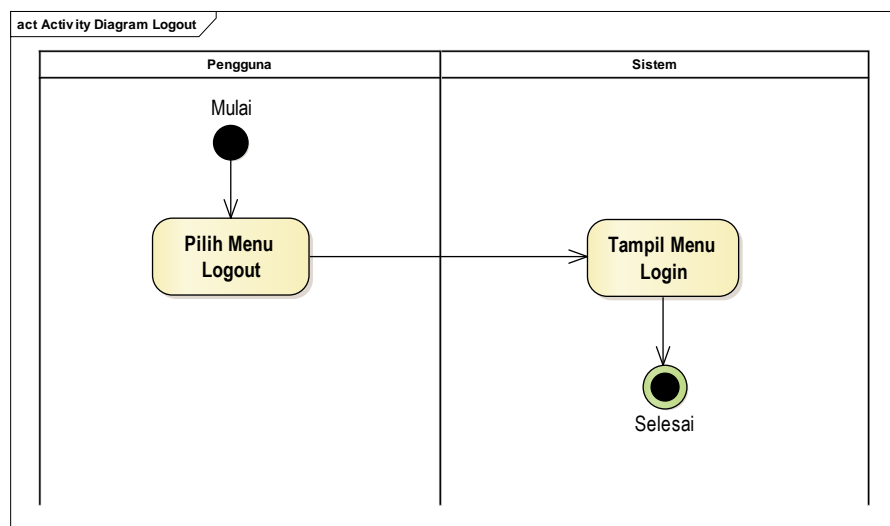 act Activity Diagram Logout
Pengguna
Sistem
Mulai
Pilih Menu
Logout
Tampil Menu
Login
Selesai